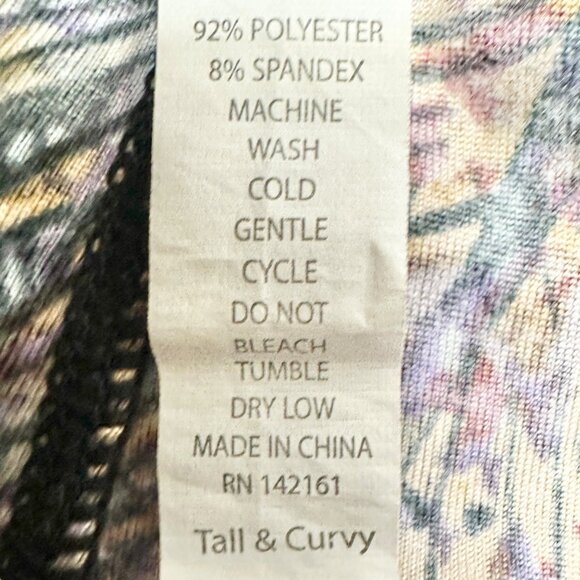 92% POLYESTER
8% SPANDEX
MACHINE
WASH
COLD
GENTLE
CYCLE
DO NOT
BLEACH
TUMBLE
DRY LOW
MADE IN CHINA
RN 142161
Tall & Curvy